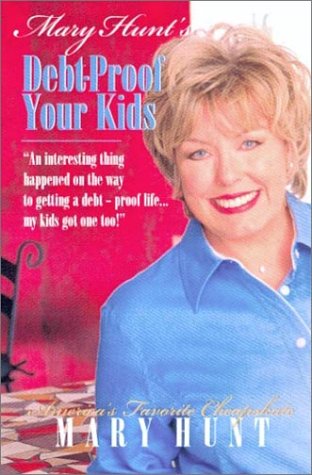 Mary Hunt's
Debt-Proof
Your Kids
"An interesting thing
happened on the way
to getting a debt – proof life...
my kids got one too!"
America's Favorite Cheapskate
MARY HUNT